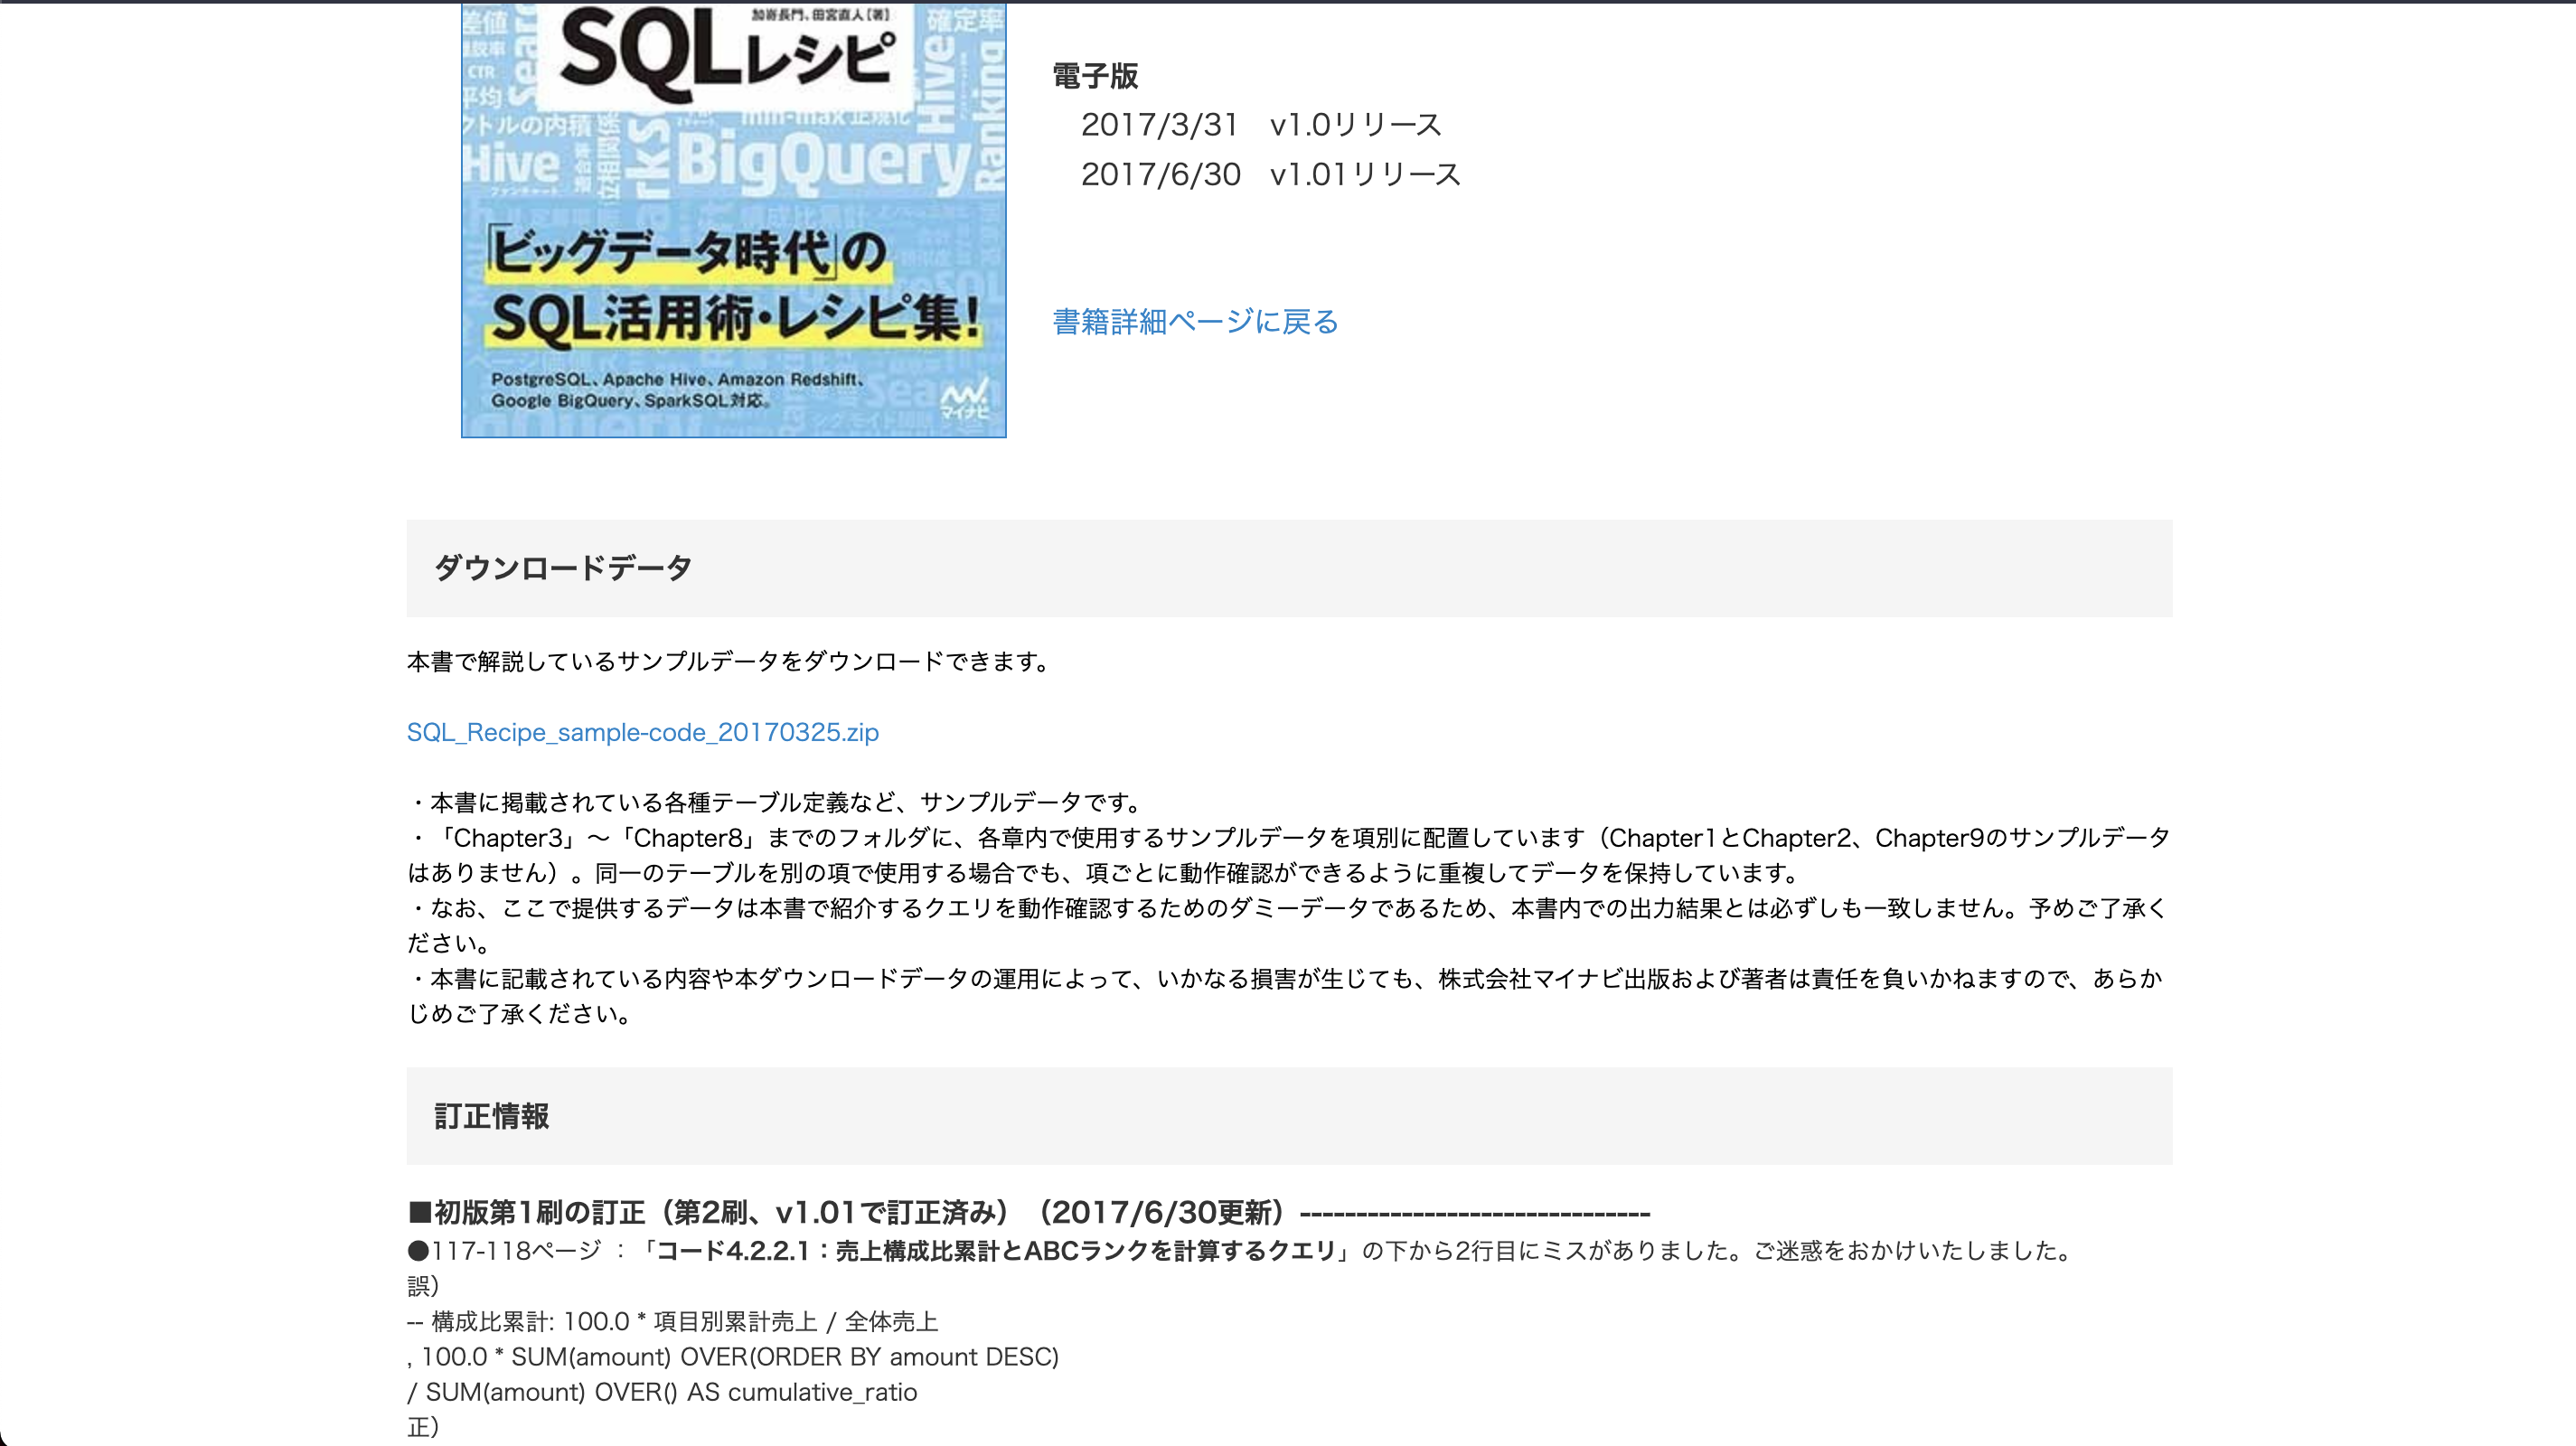 加嵜長門、田宮直人【著】
SQLレシピ
差値
確定率
CTR
平均
Hive
Ranking
クトルの内積
min-max 正規化
Hive
BigQuery
「ビッグデータ時代」の
SQL活用術・レシピ集!
PostgreSQL、Apache Hive、Amazon Redshift、
Google BigQuery、SparkSQL対応。
マイナビ
電子版
2017/3/31 v1.0リリース
2017/6/30 v1.01リリース
書籍詳細ページに戻る
ダウンロードデータ
本書で解説しているサンプルデータをダウンロードできます。
SQL_Recipe_sample-code_20170325.zip
・本書に掲載されている各種テーブル定義など、サンプルデータです。
・「Chapter3」～「Chapter8」までのフォルダに、各章内で使用するサンプルデータを項別に配置しています（Chapter1とChapter2、Chapter9のサンプルデータ
はありません）。同一のテーブルを別の項で使用する場合でも、項ごとに動作確認ができるように重複してデータを保持しています。
・なお、ここで提供するデータは本書で紹介するクエリを動作確認するためのダミーデータであるため、本書内での出力結果とは必ずしも一致しません。予めご了承く
ださい。
・本書に記載されている内容や本ダウンロードデータの運用によって、いかなる損害が生じても、株式会社マイナビ出版および著者は責任を負いかねますので、あらか
じめご了承ください。
訂正情報
■初版第1刷の訂正（第2刷、v1.01で訂正済み）（2017/6/30更新）-------------------------------
●117-118ページ ：「コード4.2.2.1：売上構成比累計とABCランクを計算するクエリ」の下から2行目にミスがありました。ご迷惑をおかけいたしました。
誤）
-- 構成比累計: 100.0 * 項目別累計売上 / 全体売上
, 100.0 * SUM(amount) OVER(ORDER BY amount DESC)
/ SUM(amount) OVER() AS cumulative_ratio
正）